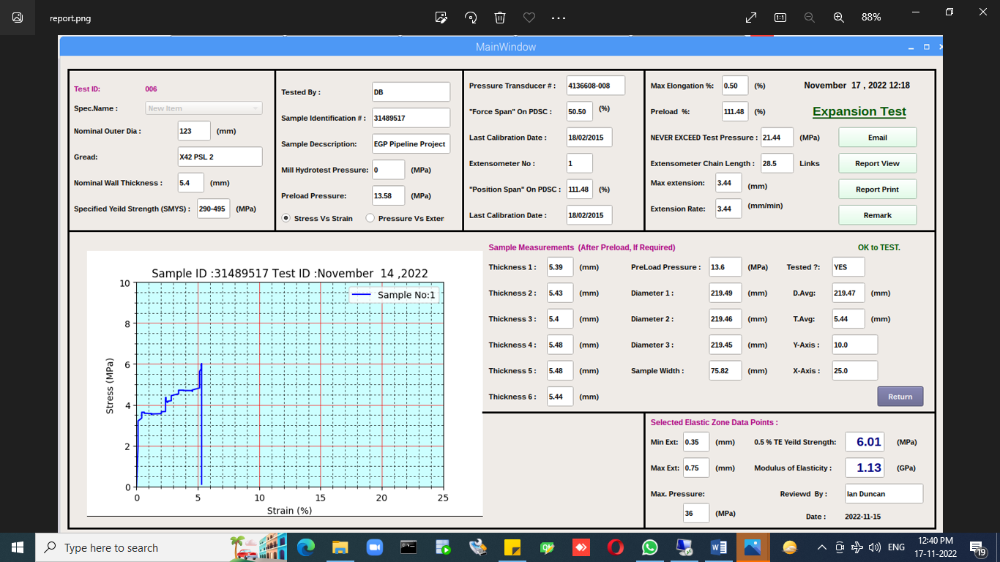 report.png
88%
MainWindow
Test ID: 006
Spec.Name : New Item
Nominal Outer Dia : 123 (mm)
Gread: X42 PSL 2
Nominal Wall Thickness : 5.4 (mm)
Specified Yeild Strength (SMYS) : 290-495 (MPa)
Tested By : DB
Sample Identification # : 31489517
Sample Decscription: EGP Pipeline Project
Mill Hydrotest Pressure: 0 (MPa)
Preload Pressure: 13.58 (MPa)
Stress Vs Strain Pressure Vs Exter
Pressure Transducer # : 4136608-008
"Force Span" On PDSC : 50.50 (%)
Last Calibration Date : 18/02/2015
Extensometer No : 1
"Position Span" On PDSC : 111.48 (%)
Last Calibration Date : 18/02/2015
Max Elongation %: 0.50 (%)
Preload %: 111.48 (%)
NEVER EXCEED Test Pressure : 21.44 (MPa)
Extensometer Chain Length : 28.5 Links
Max extension: 3.44 (mm)
Extension Rate: 3.44 (mm/min)
November 17 , 2022 12:18
Expansion Test
Email
Report View
Report Print
Remark
Sample ID :31489517 Test ID :November 14 ,2022
Sample No:1
10
8
6
4
2
0
Stress (MPa)
0 5 10 15 20 25
Strain (%)
Sample Measurements (After Preload, If Required) OK to TEST.
Thickness 1 : 5.39 (mm) PreLoad Pressure : 13.6 (MPa) Tested ?: YES
Thickness 2 : 5.43 (mm) Diameter 1 : 219.49 (mm) D.Avg: 219.47 (mm)
Thickness 3 : 5.4 (mm) Diameter 2 : 219.46 (mm) T.Avg: 5.44 (mm)
Thickness 4 : 5.48 (mm) Diameter 3 : 219.45 (mm) Y-Axis : 10.0
Thickness 5 : 5.48 (mm) Sample Width : 75.82 (mm) X-Axis : 25.0
Thickness 6 : 5.44 (mm)
Return
Selected Elastic Zone Data Points :
Min Ext: 0.35 (mm) 0.5 % TE Yeild Strength: 6.01 (MPa)
Max Ext: 0.75 (mm) Modulus of Elasticity : 1.13 (GPa)
Max. Pressure: Reviewd By : Ian Duncan
36 (MPa) Date : 2022-11-15
Type here to search
ENG
12:40 PM
17-11-2022
19